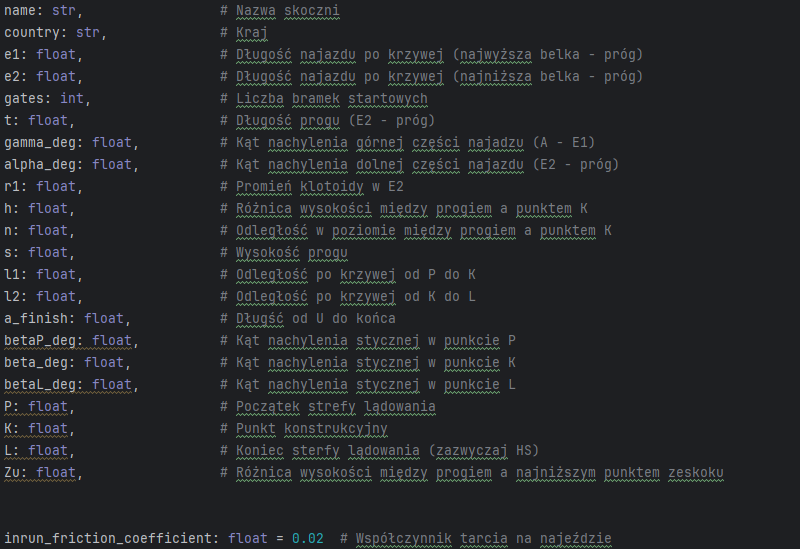 name: str, # Nazwa skoczni
country: str, # Kraj
e1: float, # Długość najazdu po krzywej (najwyższa belka - próg)
e2: float, # Długość najazdu po krzywej (najniższa belka - próg)
gates: int, # Liczba bramek startowych
t: float, # Długość progu (E2 - próg)
gamma_deg: float, # Kąt nachylenia górnej części najadzu (A - E1)
alpha_deg: float, # Kąt nachylenia dolnej części najazdu (E2 - próg)
r1: float, # Promień klotoidy w E2
h: float, # Różnica wysokości między progiem a punktem K
n: float, # Odległość w poziomie między progiem a punktem K
s: float, # Wysokość progu
l1: float, # Odległość po krzywej od P do K
l2: float, # Odległość po krzywej od K do L
a_finish: float, # Długść od U do końca
betaP_deg: float, # Kąt nachylenia stycznej w punkcie P
beta_deg: float, # Kąt nachylenia stycznej w punkcie K
betaL_deg: float, # Kąt nachylenia stycznej w punkcie L
P: float, # Początek strefy lądowania
K: float, # Punkt konstrukcyjny
L: float, # Koniec sterfy lądowania (zazwyczaj HS)
Zu: float, # Różnica wysokości między progiem a najniższym punktem zeskoku
inrun_friction_coefficient: float = 0.02 # Współczynnik tarcia na najeździe